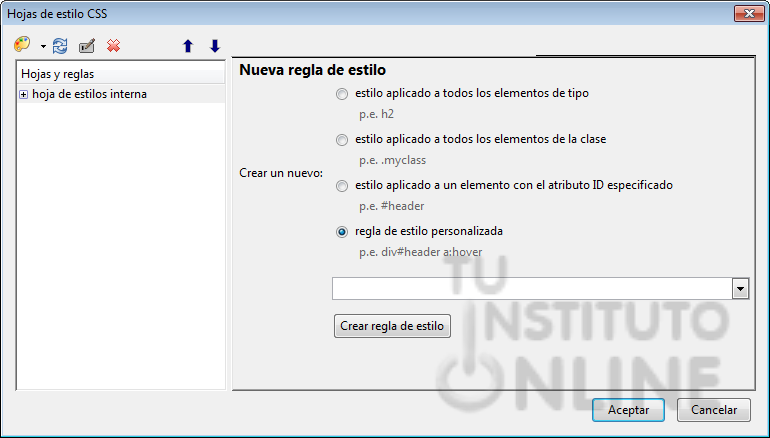 Hojas de estilo CSS
Hojas y reglas
hoja de estilos interna
Nueva regla de estilo
estilo aplicado a todos los elementos de tipo
p.e. h2
estilo aplicado a todos los elementos de la clase
p.e. .myclass
Crear un nuevo:
estilo aplicado a un elemento con el atributo ID especificado
p.e. #header
regla de estilo personalizada
p.e. div#header a:hover
Crear regla de estilo
TU
INSTITUTO
ONLINE
Aceptar
Cancelar